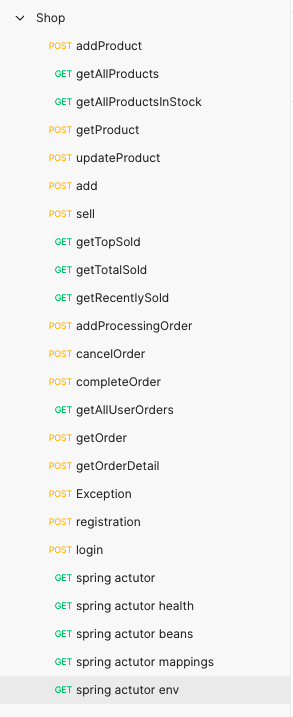 Shop
POST addProduct
GET getAllProducts
GET getAllProductsInStock
POST getProduct
POST updateProduct
POST add
POST sell
GET getTopSold
GET getTotalSold
GET getRecentlySold
POST addProcessingOrder
POST cancelOrder
POST completeOrder
GET getAllUserOrders
POST getOrder
POST getOrderDetail
POST Exception
POST registration
POST login
GET spring actutor
GET spring actutor health
GET spring actutor beans
GET spring actutor mappings
GET spring actutor env